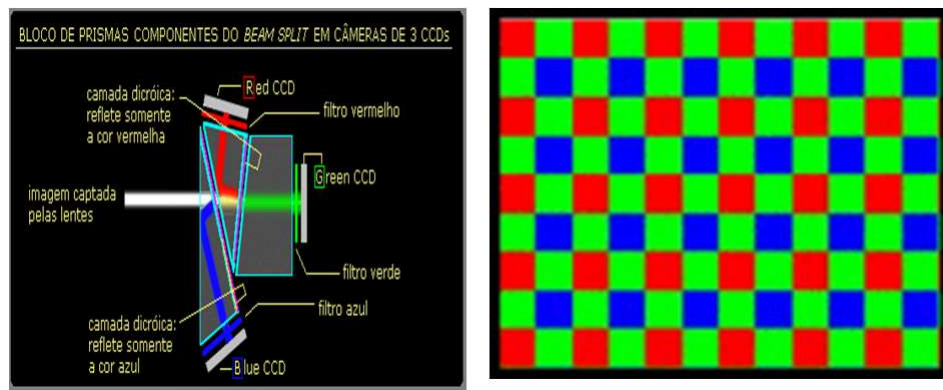 BLOCO DE PRISMAS COMPONENTES DO BEAM SPLIT EM CÂMERAS DE 3 CCDs
camada dicróica:
reflete somente
a cor vermelha
Red CCD
filtro vermelho
Green CCD
imagem captada
pelas lentes
filtro verde
filtro azul
camada dicróica:
reflete somente
a cor azul
Blue CCD